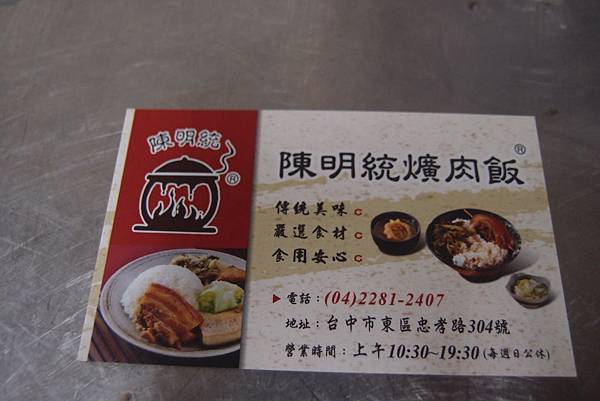 陳明統
®
陳明統爌肉飯®
傳統美味
嚴選食材
食用安心
電話：(04)2281-2407
地址：台中市東區忠孝路304號
營業時間：上午10:30~19:30 (每週日公休)